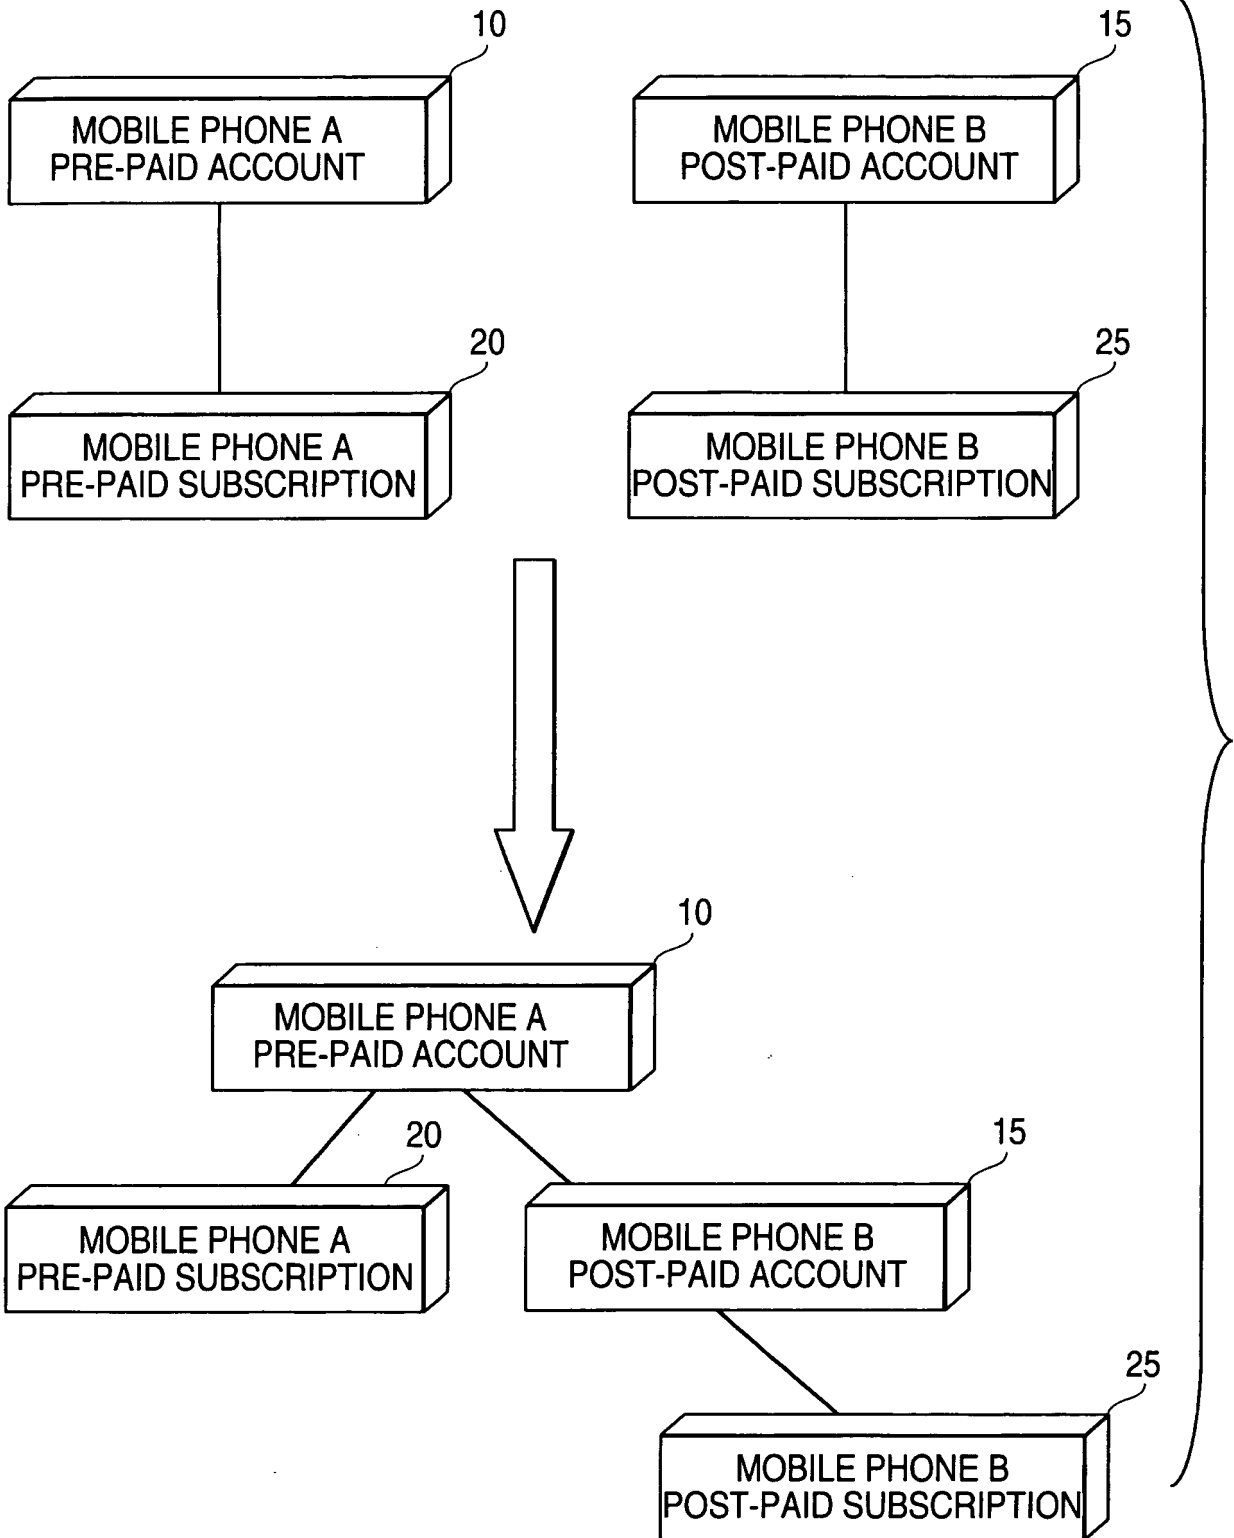 10
15
MOBILE PHONE A
PRE-PAID ACCOUNT
MOBILE PHONE B
POST-PAID ACCOUNT
20
25
MOBILE PHONE A
PRE-PAID SUBSCRIPTION
MOBILE PHONE B
POST-PAID SUBSCRIPTION
10
MOBILE PHONE A
PRE-PAID ACCOUNT
20
15
MOBILE PHONE A
PRE-PAID SUBSCRIPTION
MOBILE PHONE B
POST-PAID ACCOUNT
25
MOBILE PHONE B
POST-PAID SUBSCRIPTION